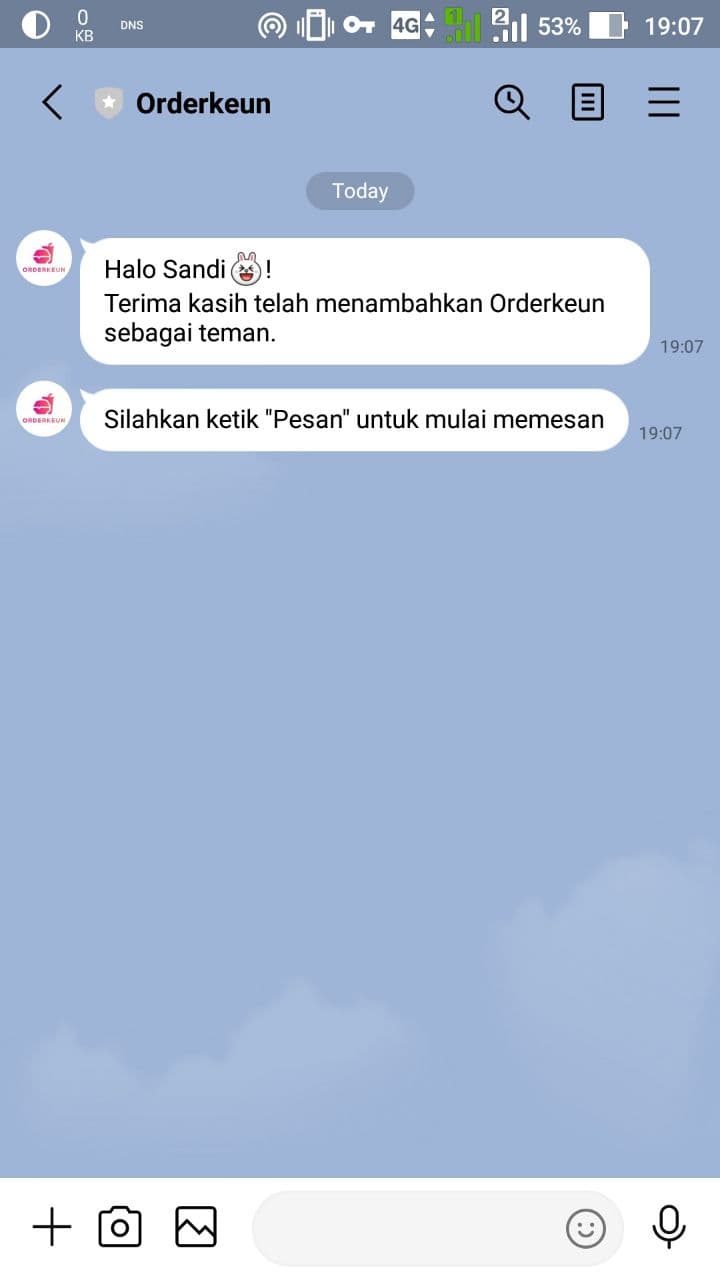 0
KB
DNS
4G
1
2
53%
19:07
Orderkeun
Today
ORDERKEUN
Halo Sandi !
Terima kasih telah menambahkan Orderkeun
sebagai teman.
19:07
ORDERKEUN
Silahkan ketik "Pesan" untuk mulai memesan
19:07